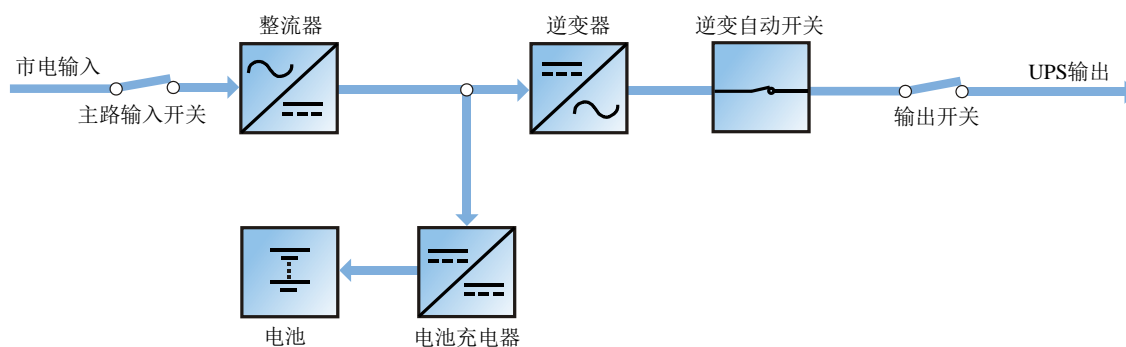 整流器
逆变器
逆变自动开关
市电输入
UPS输出
主路输入开关
输出开关
电池
电池充电器